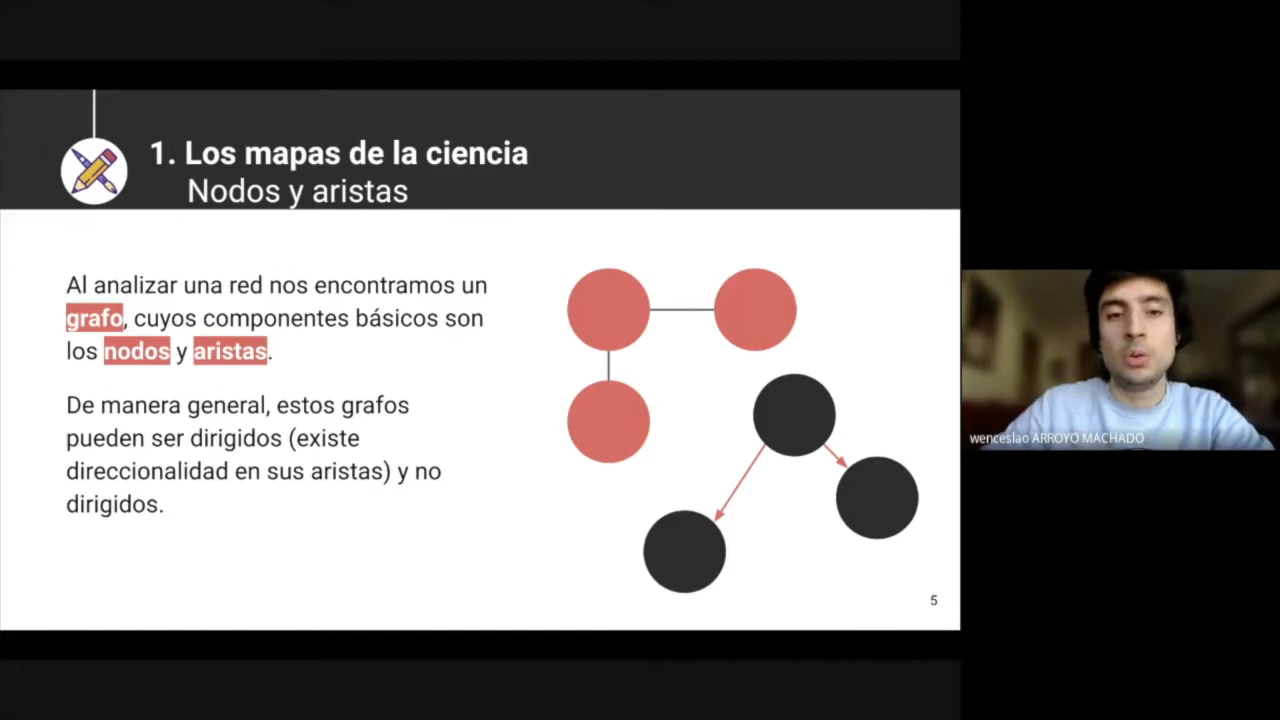 1. Los mapas de la ciencia
Nodos y aristas
Al analizar una red nos encontramos un
grafo, cuyos componentes básicos son
los nodos y aristas.
De manera general, estos grafos
pueden ser dirigidos (existe
direccionalidad en sus aristas) y no
dirigidos.
5
wenceslao ARROYO MACHADO